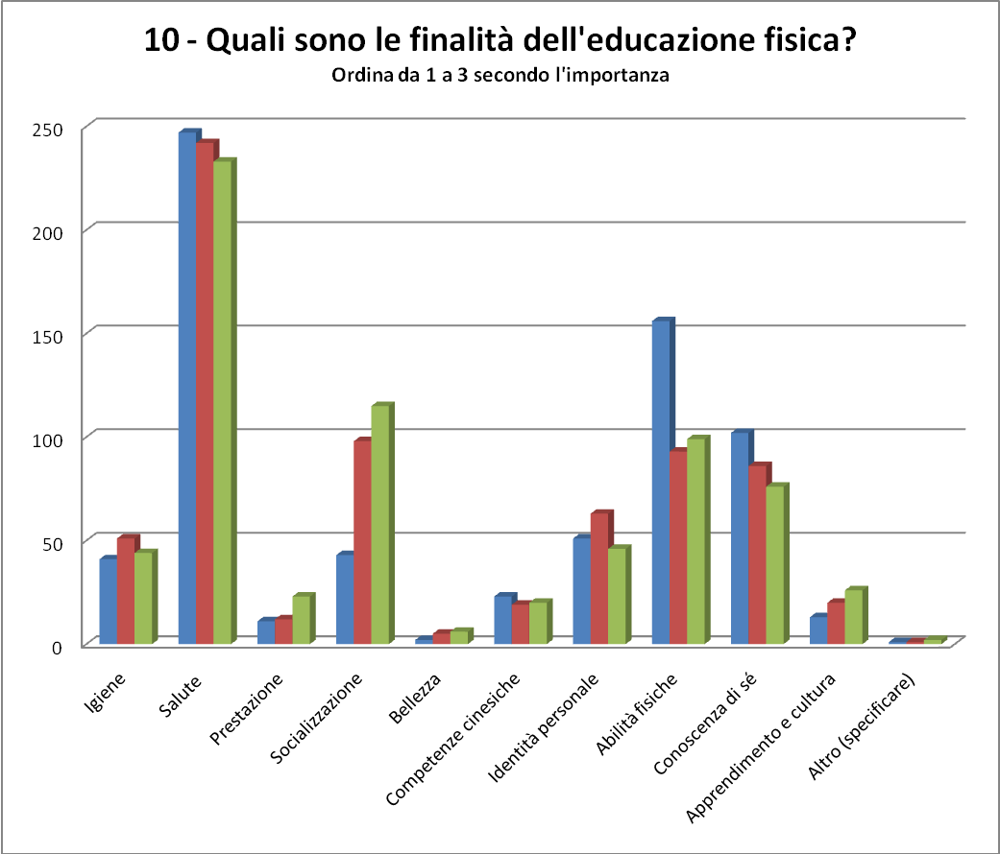 10 - Quali sono le finalità dell'educazione fisica?
Ordina da 1 a 3 secondo l'importanza
250
200
150
100
50
0
Igiene
Salute
Prestazione
Socializzazione
Bellezza
Competenze cinesiche
Identità personale
Abilità fisiche
Conoscenza di sé
Apprendimento e cultura
Altro (specificare)